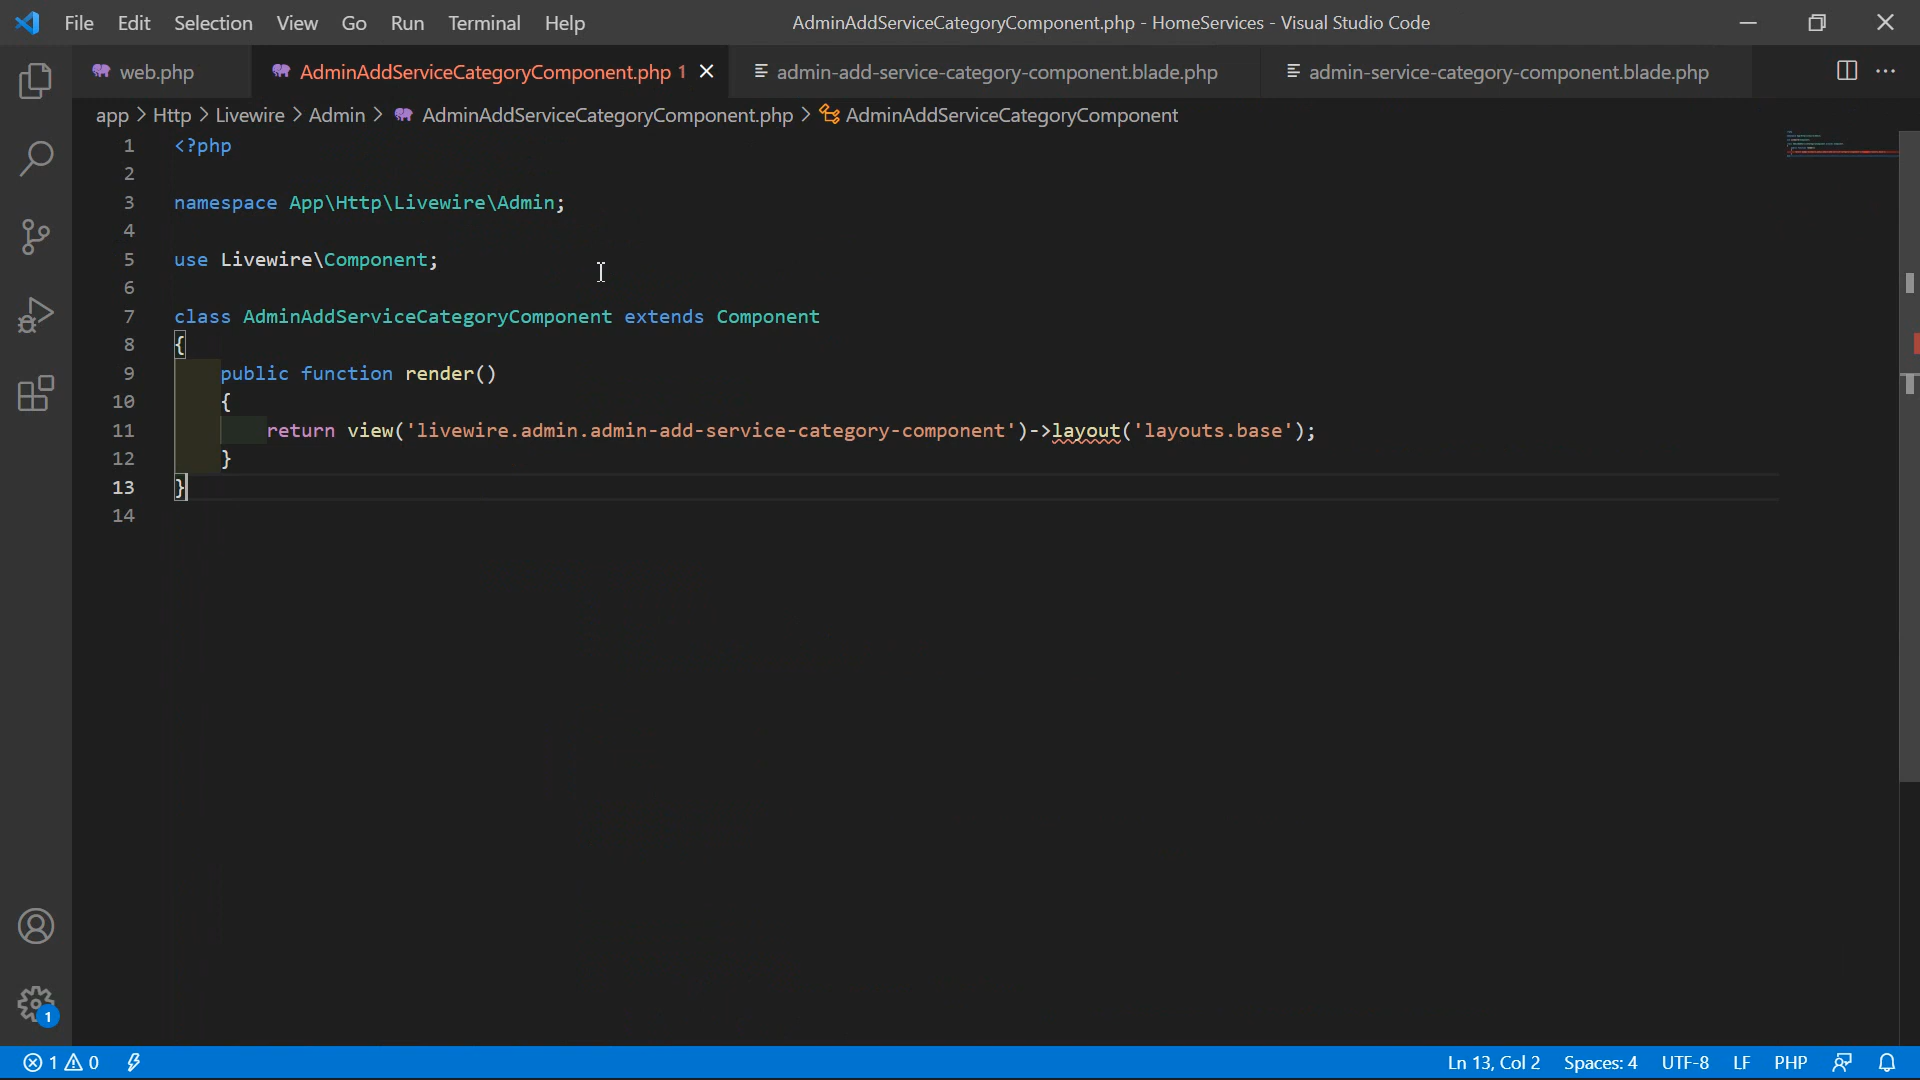 File Edit Selection View Go Run Terminal Help AdminAddServiceCategoryComponent.php - HomeServices - Visual Studio Code
web.php AdminAddServiceCategoryComponent.php 1 admin-add-service-category-component.blade.php admin-service-category-component.blade.php
app > Http > Livewire > Admin > AdminAddServiceCategoryComponent.php > AdminAddServiceCategoryComponent
1 <?php
2
3 namespace App\Http\Livewire\Admin;
4
5 use Livewire\Component;
6
7 class AdminAddServiceCategoryComponent extends Component
8 {
9 public function render()
10 {
11 return view('livewire.admin.admin-add-service-category-component')->layout('layouts.base');
12 }
13 }
14
1
1 0 Ln 13, Col 2 Spaces: 4 UTF-8 LF PHP